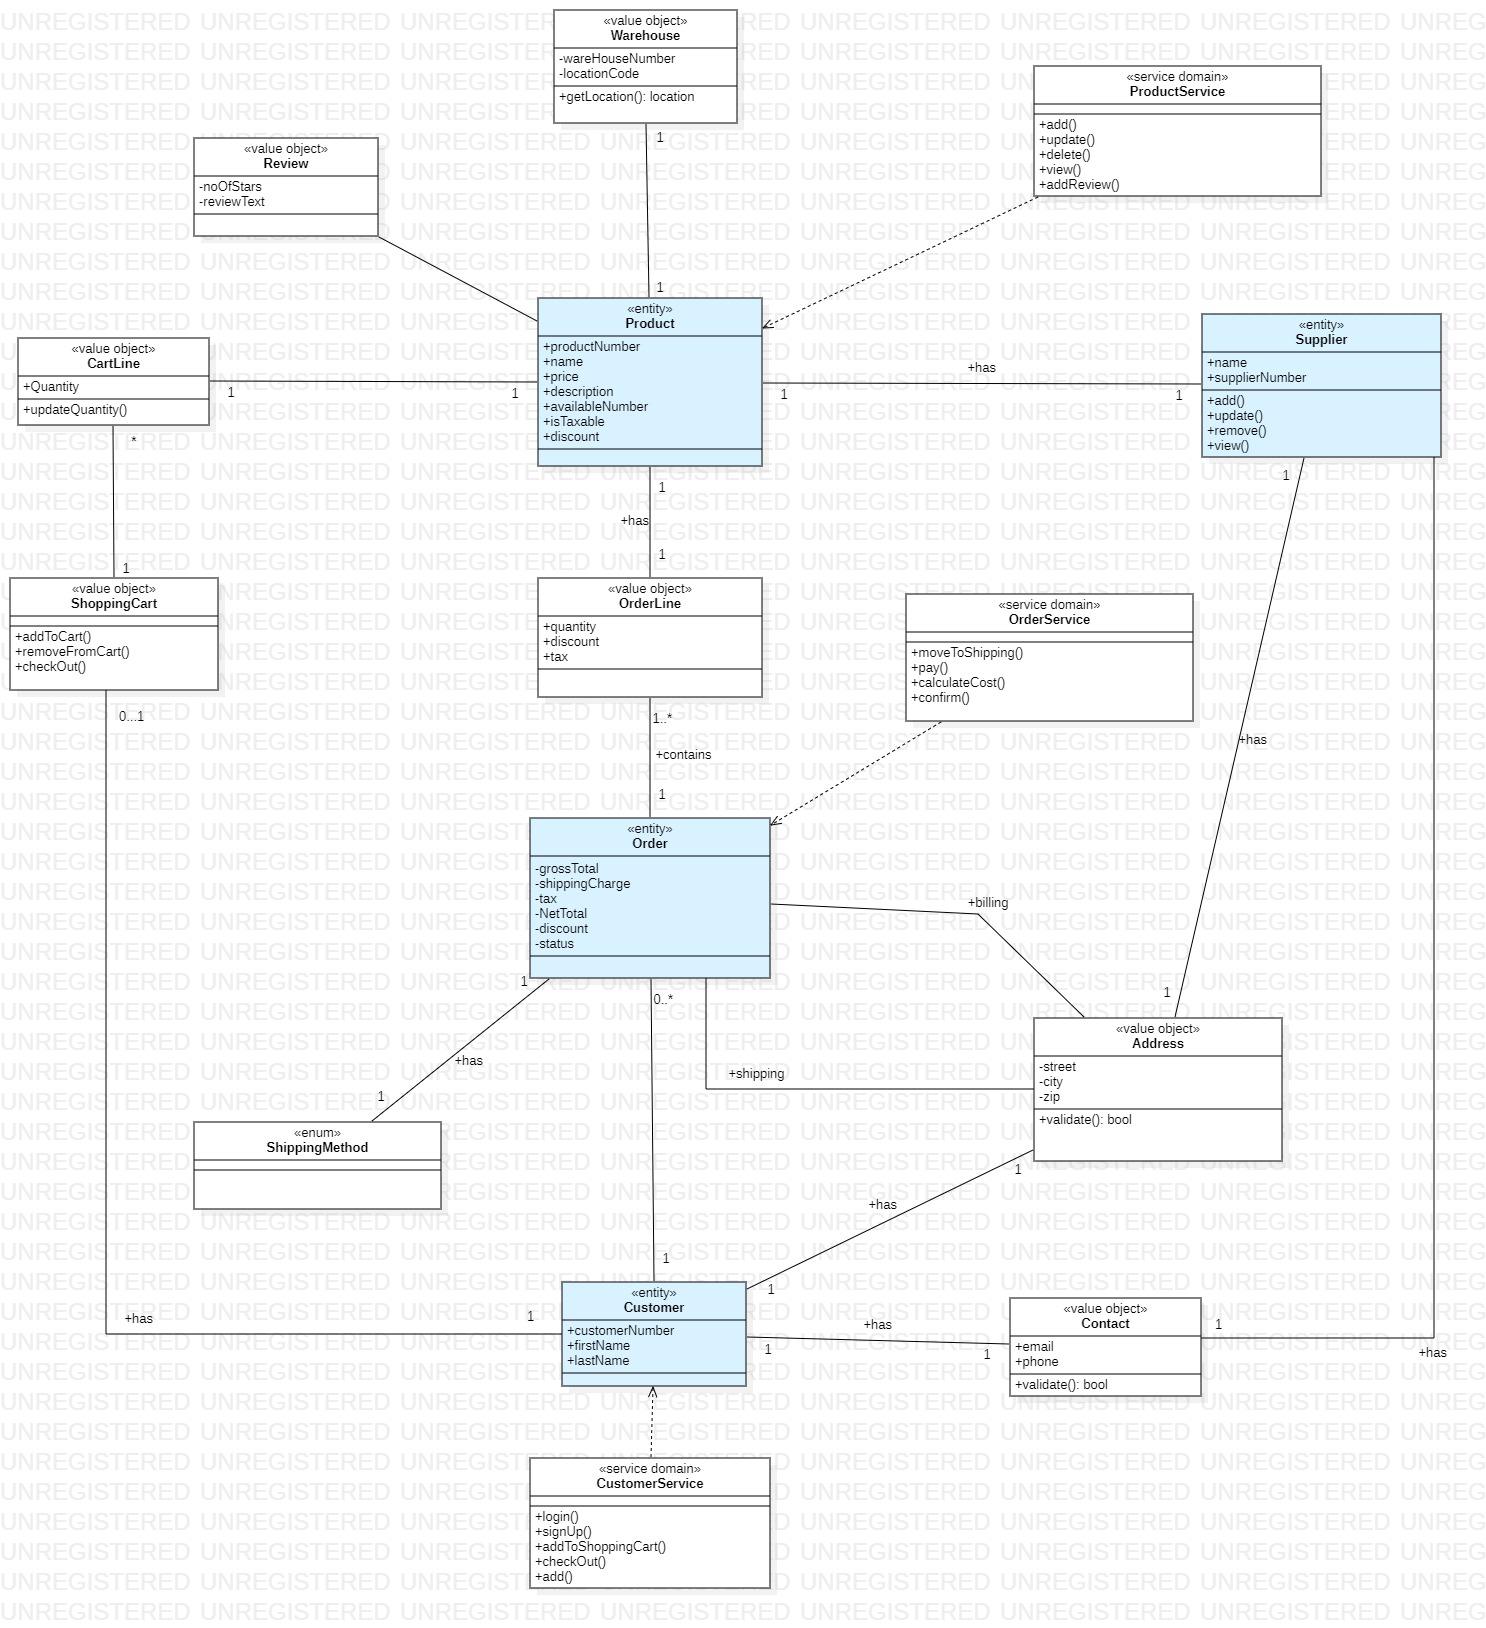 «value object»
Warehouse
-wareHouseNumber
-locationCode
+getLocation(): location
1
1
«service domain»
ProductService
+add()
+update()
+delete()
+view()
+addReview()
«value object»
Review
-noOfStars
-reviewText
«entity»
Product
+productNumber
+name
+price
+description
+availableNumber
+isTaxable
+discount
«entity»
Supplier
+name
+supplierNumber
+add()
+update()
+remove()
+view()
+has
1
1
«value object»
CartLine
+Quantity
+updateQuantity()
1
1
*
1
1
+has
1
1
«value object»
ShoppingCart
+addToCart()
+removeFromCart()
+checkOut()
0...1
«value object»
OrderLine
+quantity
+discount
+tax
«service domain»
OrderService
+moveToShipping()
+pay()
+calculateCost()
+confirm()
1..*
+contains
1
+has
1
«entity»
Order
-grossTotal
-shippingCharge
-tax
-NetTotal
-discount
-status
+billing
1
0..*
+shipping
+has
1
«value object»
Address
-street
-city
-zip
+validate(): bool
«enum»
ShippingMethod
1
+has
1
1
+has
1
«entity»
Customer
+customerNumber
+firstName
+lastName
+has
1
1
«value object»
Contact
+email
+phone
+validate(): bool
1
+has
«service domain»
CustomerService
+login()
+signUp()
+addToShoppingCart()
+checkOut()
+add()
UNREGISTERED